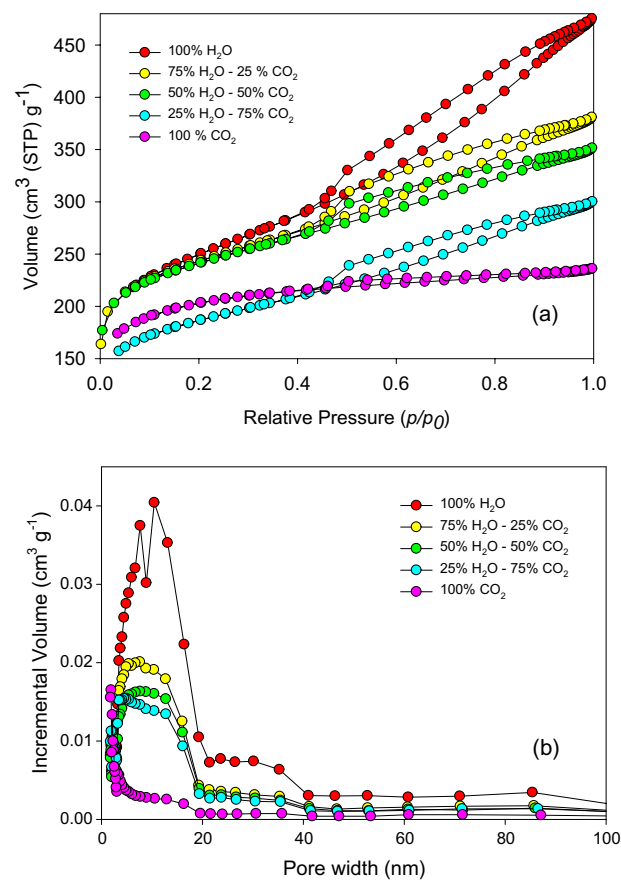 (a)
450
400
350
300
250
200
150
Volume (cm³ (STP) g⁻¹)
100% H₂O
75% H₂O - 25 % CO₂
50% H₂O - 50% CO₂
25% H₂O - 75% CO₂
100 % CO₂
0.0 0.2 0.4 0.6 0.8 1.0
Relative Pressure (p/p₀)
(b)
0.04
0.03
0.02
0.01
0.00
Incremental Volume (cm³ g⁻¹)
100% H₂O
75% H₂O - 25% CO₂
50% H₂O - 50% CO₂
25% H₂O - 75% CO₂
100% CO₂
0 20 40 60 80 100
Pore width (nm)